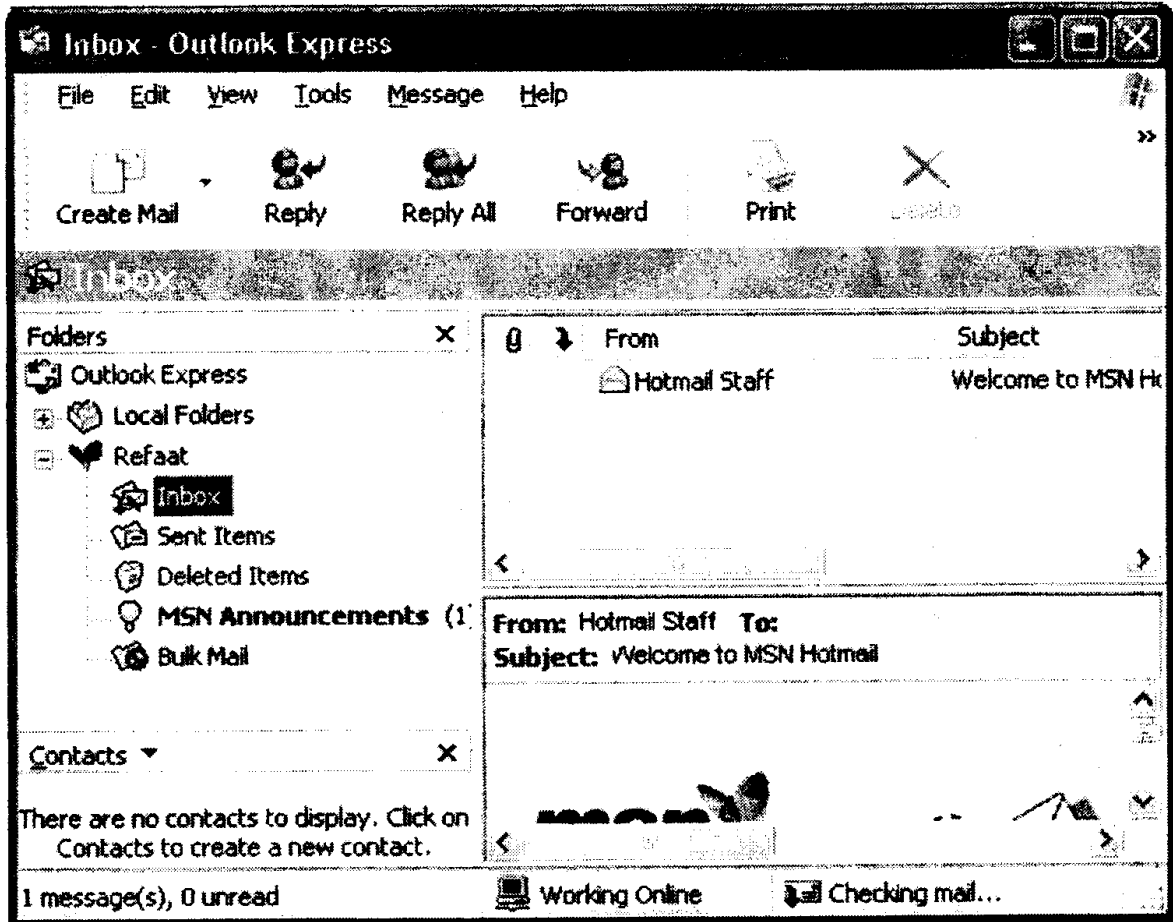 Inbox - Outlook Express
File Edit View Tools Message Help
»
Create Mail Reply Reply All Forward Print Delete
Inbox
Folders
Outlook Express
Local Folders
Refaat
Inbox
Sent Items
Deleted Items
MSN Announcements (1)
Bulk Mail
Contacts
There are no contacts to display. Click on
Contacts to create a new contact.
From Subject
Hotmail Staff Welcome to MSN Ho
From: Hotmail Staff To:
Subject: Welcome to MSN Hotmail
msn
1 message(s), 0 unread Working Online Checking mail...